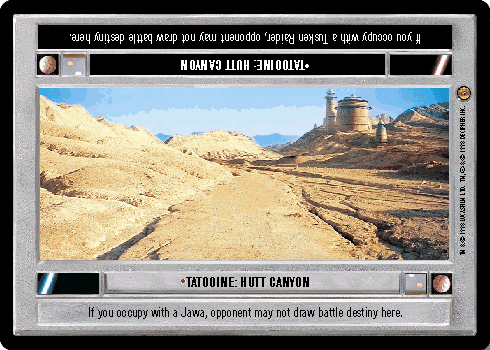 If you occupy with a Tusken Raider, opponent may not draw battle destiny here.
•TATOOINE: HUTT CANYON
•TATOOINE: HUTT CANYON
If you occupy with a Jawa, opponent may not draw battle destiny here.